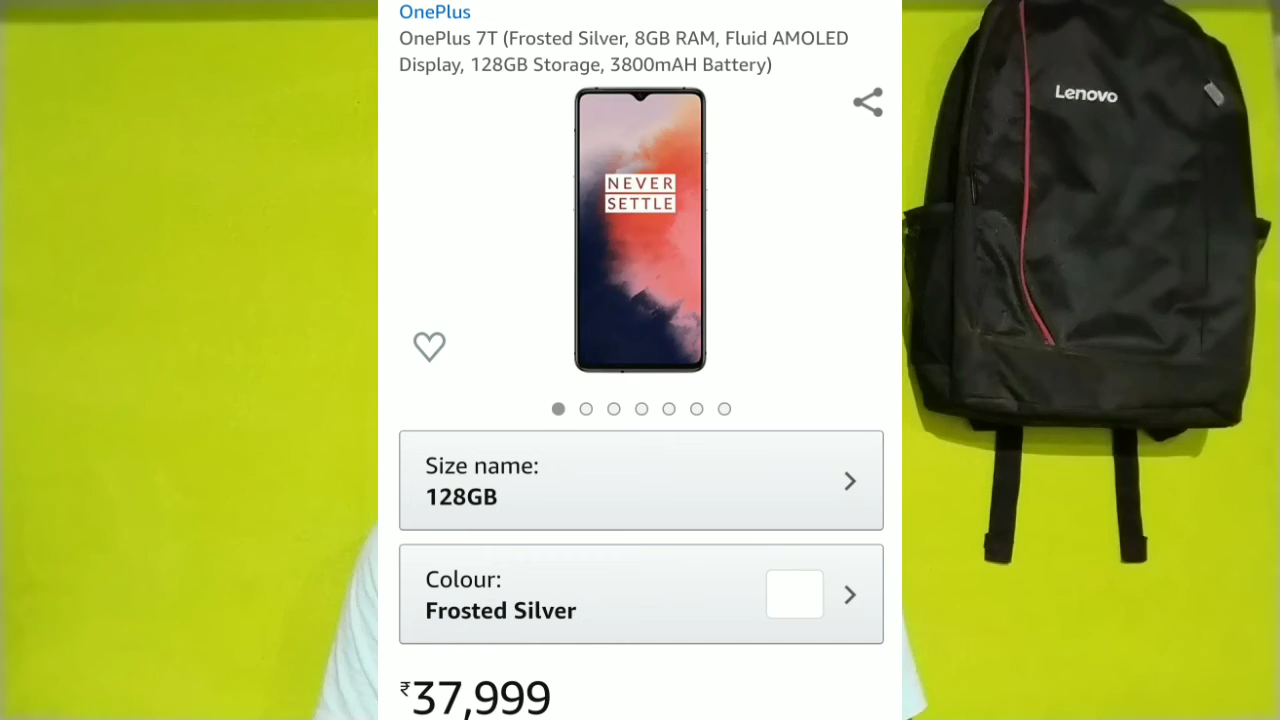 OnePlus
OnePlus 7T (Frosted Silver, 8GB RAM, Fluid AMOLED
Display, 128GB Storage, 3800mAH Battery)
Lenovo
NEVER
SETTLE
Size name:
128GB
Colour:
Frosted Silver
₹37,999